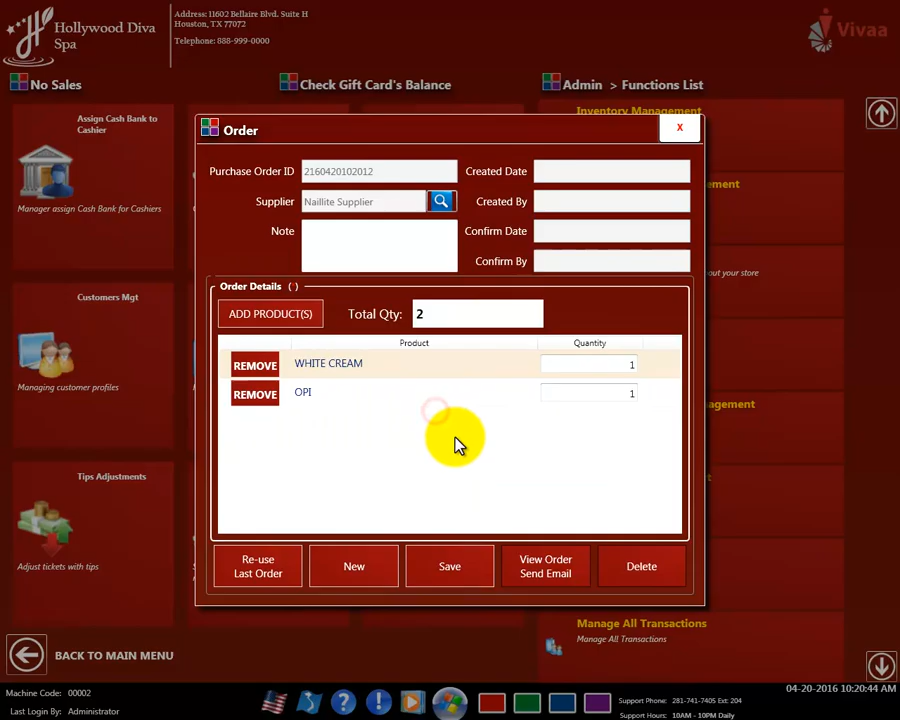 Hollywood Diva
Spa
Address: 11602 Bellaire Blvd. Suite H
Houston, TX 77072
Telephone: 888-999-0000
Vivaa
No Sales
Check Gift Card's Balance
Admin > Functions List
Assign Cash Bank to
Cashier
Manager assign Cash Bank for Cashiers
Customers Mgt
Managing customer profiles
Tips Adjustments
Adjust tickets with tips
Inventory Management
ement
out your store
agement
Manage All Transactions
Manage All Transactions
Order
X
Purchase Order ID
2160420102012
Created Date
Supplier
Naillite Supplier
Created By
Note
Confirm Date
Confirm By
Order Details ( )
ADD PRODUCT(S)
Total Qty:
2
Product
Quantity
REMOVE
WHITE CREAM
1
REMOVE
OPI
1
Re-use
Last Order
New
Save
View Order
Send Email
Delete
BACK TO MAIN MENU
Machine Code: 00002
Last Login By: Administrator
04-20-2016 10:20:44 AM
Support Phone: 281-741-7405 Ext: 204
Support Hours: 10AM - 10PM Daily